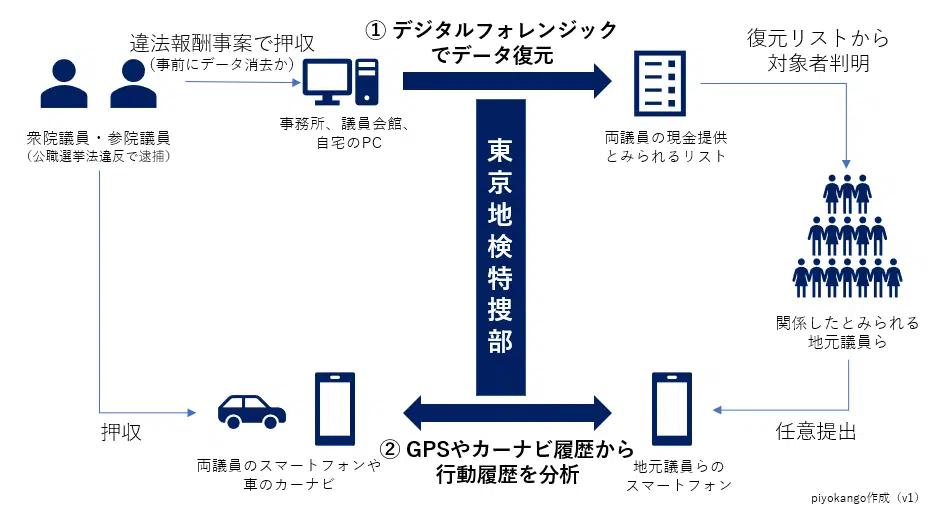 違法報酬事案で押収
(事前にデータ消去か)
衆院議員・参院議員
(公職選挙法違反で逮捕)
事務所、議員会館、
自宅のPC
① デジタルフォレンジック
でデータ復元
両議員の現金提供
とみられるリスト
復元リストから
対象者判明
東京地検特捜部
関係したとみられる
地元議員ら
押収
両議員のスマートフォンや
車のカーナビ
② GPSやカーナビ履歴から
行動履歴を分析
地元議員らの
スマートフォン
任意提出
piyokango作成（v1）